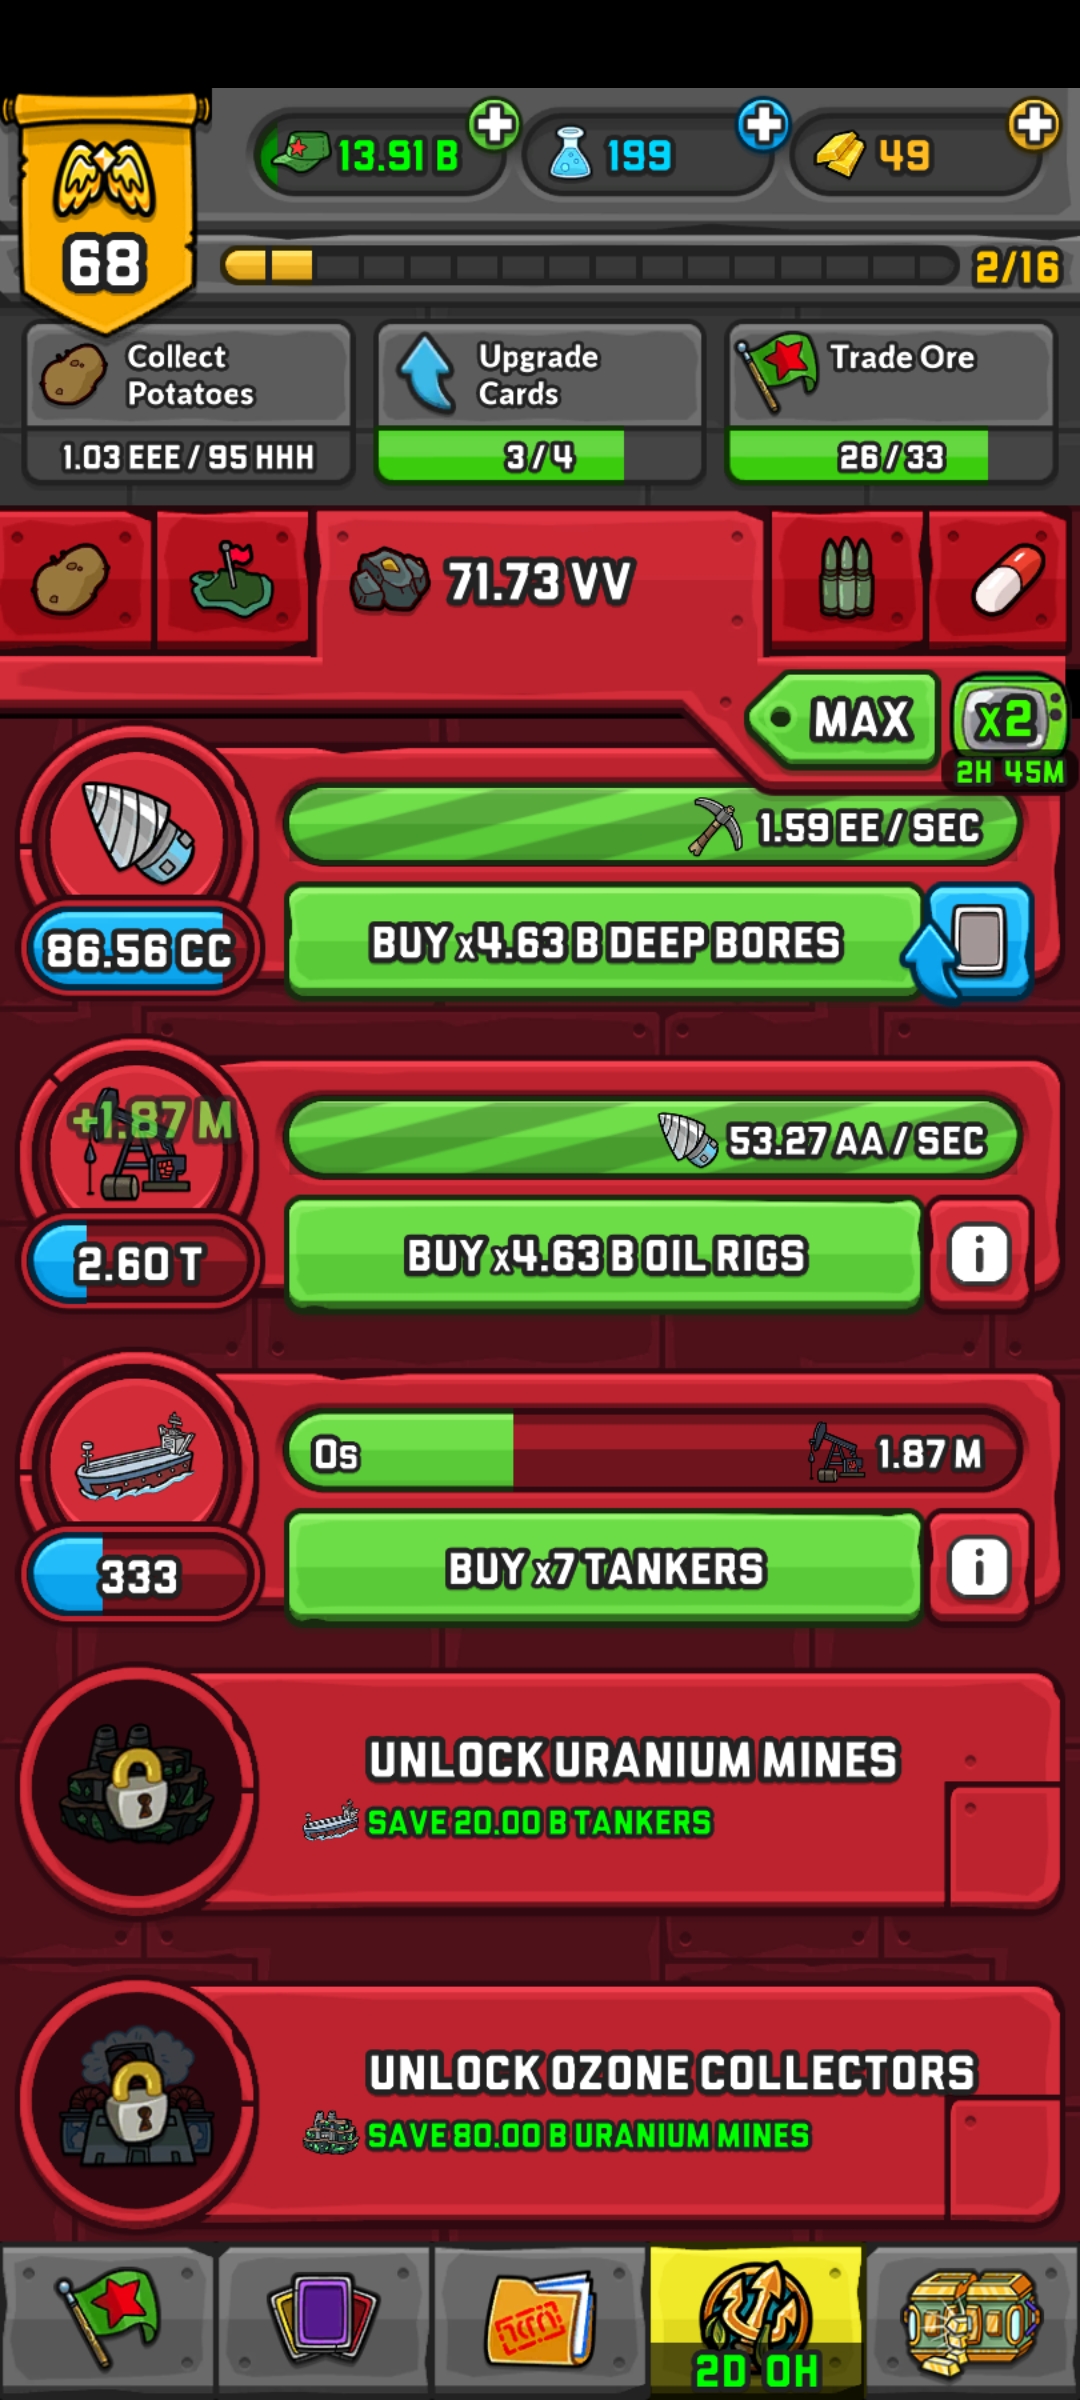 13.91 B
199
49
68
2/16
Collect
Potatoes
1.03 EEE / 95 HHH
Upgrade
Cards
3/4
Trade Ore
26/33
71.73 VV
MAX
x2
2H 45M
1.59 EE / SEC
86.56 CC
BUY x4.63 B DEEP BORES
+1.87 M
53.27 AA / SEC
2.60 T
BUY x4.63 B OIL RIGS
i
0s
1.87 M
333
BUY x7 TANKERS
i
UNLOCK URANIUM MINES
SAVE 20.00 B TANKERS
UNLOCK OZONE COLLECTORS
SAVE 80.00 B URANIUM MINES
2D 0H